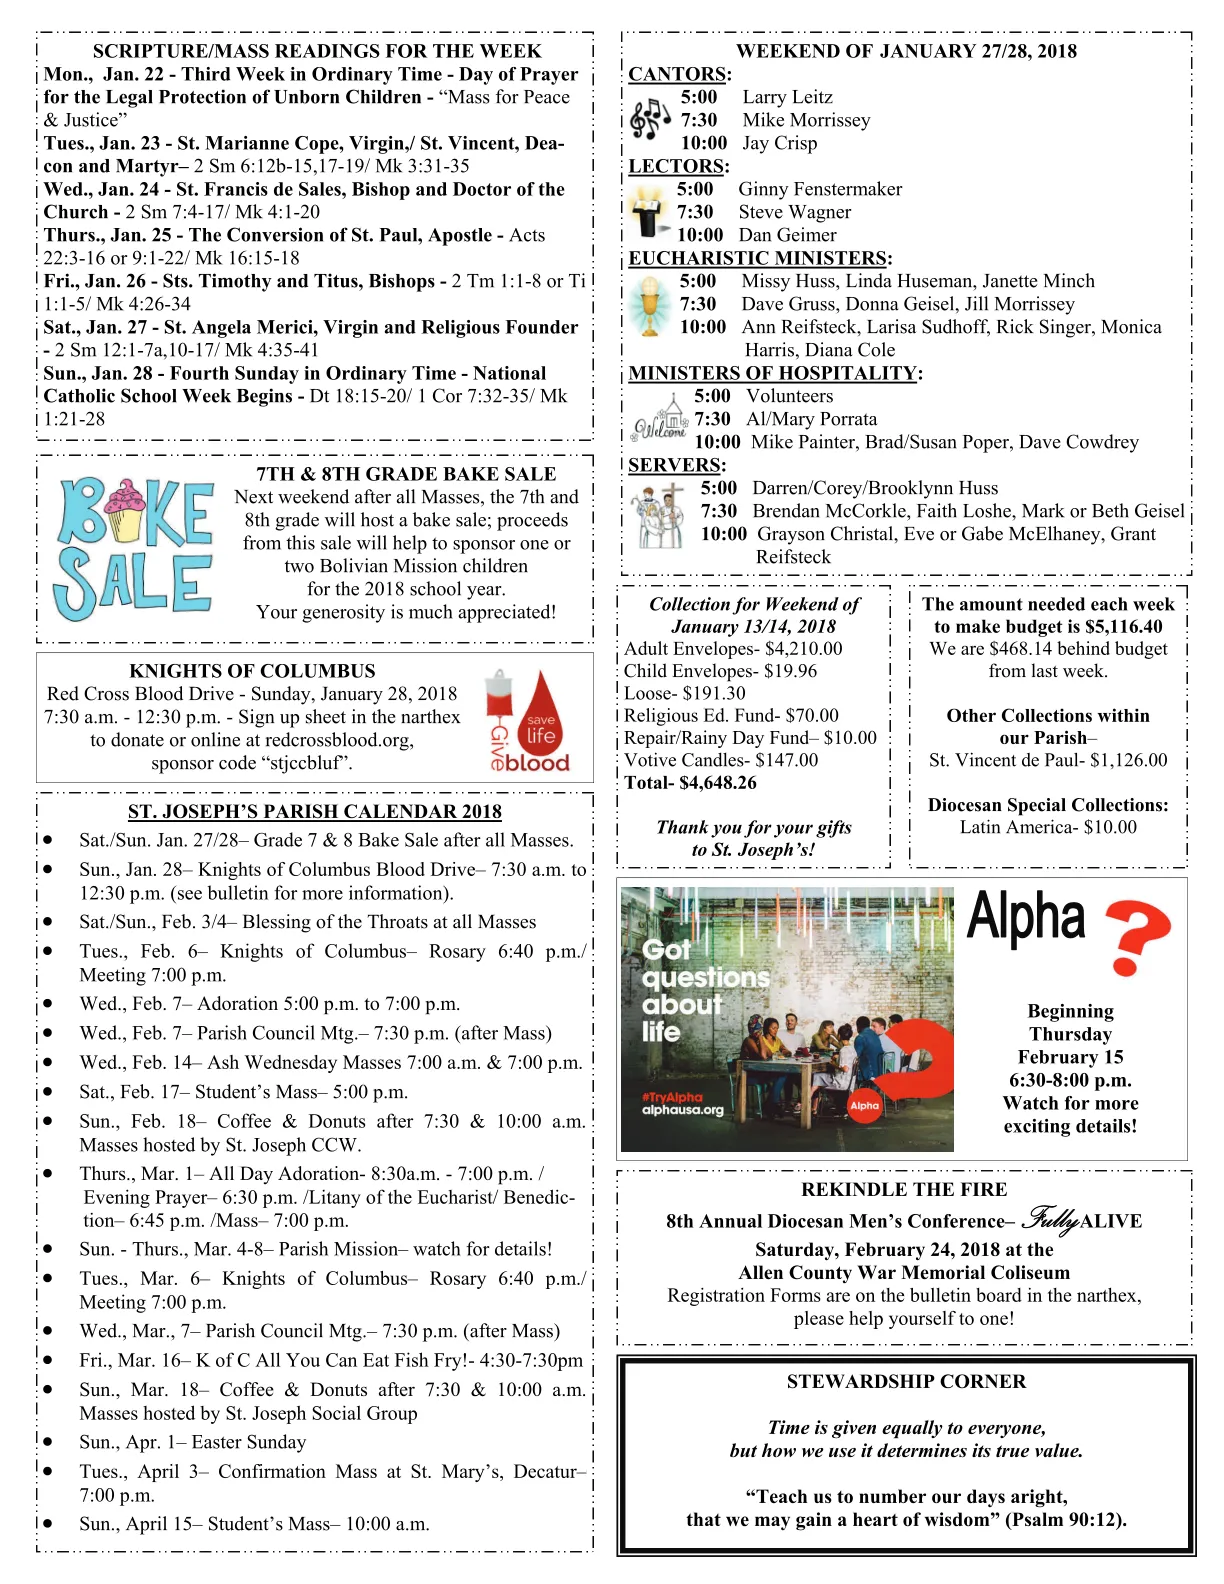 SCRIPTURE/MASS READINGS FOR THE WEEK
Mon.,  Jan. 22 - Third Week in Ordinary Time - Day of Prayer
for the Legal Protection of Unborn Children - “Mass for Peace
& Justice”
Tues., Jan. 23 - St. Marianne Cope, Virgin,/ St. Vincent, Dea-
con and Martyr– 2 Sm 6:12b-15,17-19/ Mk 3:31-35
Wed., Jan. 24 - St. Francis de Sales, Bishop and Doctor of the
Church - 2 Sm 7:4-17/ Mk 4:1-20
Thurs., Jan. 25 - The Conversion of St. Paul, Apostle - Acts
22:3-16 or 9:1-22/ Mk 16:15-18
Fri., Jan. 26 - Sts. Timothy and Titus, Bishops - 2 Tm 1:1-8 or Ti
1:1-5/ Mk 4:26-34
Sat., Jan. 27 - St. Angela Merici, Virgin and Religious Founder
- 2 Sm 12:1-7a,10-17/ Mk 4:35-41
Sun., Jan. 28 - Fourth Sunday in Ordinary Time - National
Catholic School Week Begins - Dt 18:15-20/ 1 Cor 7:32-35/ Mk
1:21-28
BAKE
SALE
7TH & 8TH GRADE BAKE SALE
Next weekend after all Masses, the 7th and
8th grade will host a bake sale; proceeds
from this sale will help to sponsor one or
two Bolivian Mission children
for the 2018 school year.
Your generosity is much appreciated!
KNIGHTS OF COLUMBUS
Red Cross Blood Drive - Sunday, January 28, 2018
7:30 a.m. - 12:30 p.m. - Sign up sheet in the narthex
to donate or online at redcrossblood.org,
sponsor code “stjccbluf”.
save
life
Give
blood
ST. JOSEPH’S PARISH CALENDAR 2018
• Sat./Sun. Jan. 27/28– Grade 7 & 8 Bake Sale after all Masses.
• Sun., Jan. 28– Knights of Columbus Blood Drive– 7:30 a.m. to
12:30 p.m. (see bulletin for more information).
• Sat./Sun., Feb. 3/4– Blessing of the Throats at all Masses
• Tues., Feb. 6– Knights of Columbus– Rosary 6:40 p.m./
Meeting 7:00 p.m.
• Wed., Feb. 7– Adoration 5:00 p.m. to 7:00 p.m.
• Wed., Feb. 7– Parish Council Mtg.– 7:30 p.m. (after Mass)
• Wed., Feb. 14– Ash Wednesday Masses 7:00 a.m. & 7:00 p.m.
• Sat., Feb. 17– Student’s Mass– 5:00 p.m.
• Sun., Feb. 18– Coffee & Donuts after 7:30 & 10:00 a.m.
Masses hosted by St. Joseph CCW.
• Thurs., Mar. 1– All Day Adoration- 8:30a.m. - 7:00 p.m. /
Evening Prayer– 6:30 p.m. /Litany of the Eucharist/ Benedic-
tion– 6:45 p.m. /Mass– 7:00 p.m.
• Sun. - Thurs., Mar. 4-8– Parish Mission– watch for details!
• Tues., Mar. 6– Knights of Columbus– Rosary 6:40 p.m./
Meeting 7:00 p.m.
• Wed., Mar., 7– Parish Council Mtg.– 7:30 p.m. (after Mass)
• Fri., Mar. 16– K of C All You Can Eat Fish Fry!- 4:30-7:30pm
• Sun., Mar. 18– Coffee & Donuts after 7:30 & 10:00 a.m.
Masses hosted by St. Joseph Social Group
• Sun., Apr. 1– Easter Sunday
• Tues., April 3– Confirmation Mass at St. Mary’s, Decatur–
7:00 p.m.
• Sun., April 15– Student’s Mass– 10:00 a.m.
WEEKEND OF JANUARY 27/28, 2018
CANTORS:
5:00 Larry Leitz
7:30 Mike Morrissey
10:00 Jay Crisp
LECTORS:
5:00 Ginny Fenstermaker
7:30 Steve Wagner
10:00 Dan Geimer
EUCHARISTIC MINISTERS:
5:00 Missy Huss, Linda Huseman, Janette Minch
7:30 Dave Gruss, Donna Geisel, Jill Morrissey
10:00 Ann Reifsteck, Larisa Sudhoff, Rick Singer, Monica
Harris, Diana Cole
MINISTERS OF HOSPITALITY:
Welcome
5:00 Volunteers
7:30 Al/Mary Porrata
10:00 Mike Painter, Brad/Susan Poper, Dave Cowdrey
SERVERS:
5:00 Darren/Corey/Brooklynn Huss
7:30 Brendan McCorkle, Faith Loshe, Mark or Beth Geisel
10:00 Grayson Christal, Eve or Gabe McElhaney, Grant
Reifsteck
Collection for Weekend of
January 13/14, 2018
Adult Envelopes- $4,210.00
Child Envelopes- $19.96
Loose- $191.30
Religious Ed. Fund- $70.00
Repair/Rainy Day Fund– $10.00
Votive Candles- $147.00
Total- $4,648.26
Thank you for your gifts
to St. Joseph’s!
The amount needed each week
to make budget is $5,116.40
We are $468.14 behind budget
from last week.
Other Collections within
our Parish–
St. Vincent de Paul- $1,126.00
Diocesan Special Collections:
Latin America- $10.00
Got
questions
about
life
#TryAlpha
alphausa.org
Alpha
Alpha ?
Beginning
Thursday
February 15
6:30-8:00 p.m.
Watch for more
exciting details!
REKINDLE THE FIRE
8th Annual Diocesan Men’s Conference– Fully ALIVE
Saturday, February 24, 2018 at the
Allen County War Memorial Coliseum
Registration Forms are on the bulletin board in the narthex,
please help yourself to one!
STEWARDSHIP CORNER
Time is given equally to everyone,
but how we use it determines its true value.
“Teach us to number our days aright,
that we may gain a heart of wisdom” (Psalm 90:12).